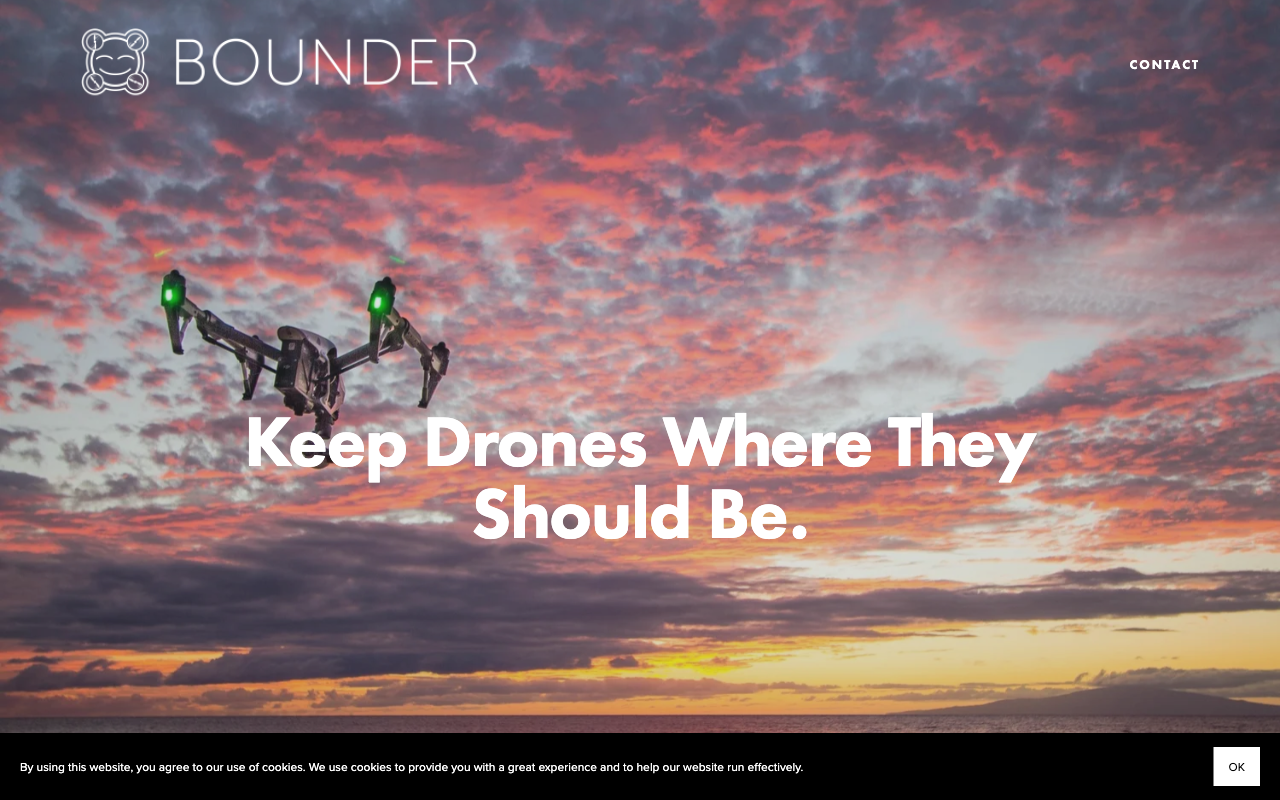 BOUNDER
CONTACT
Keep Drones Where They
Should Be.
By using this website, you agree to our use of cookies. We use cookies to provide you with a great experience and to help our website run effectively.
OK